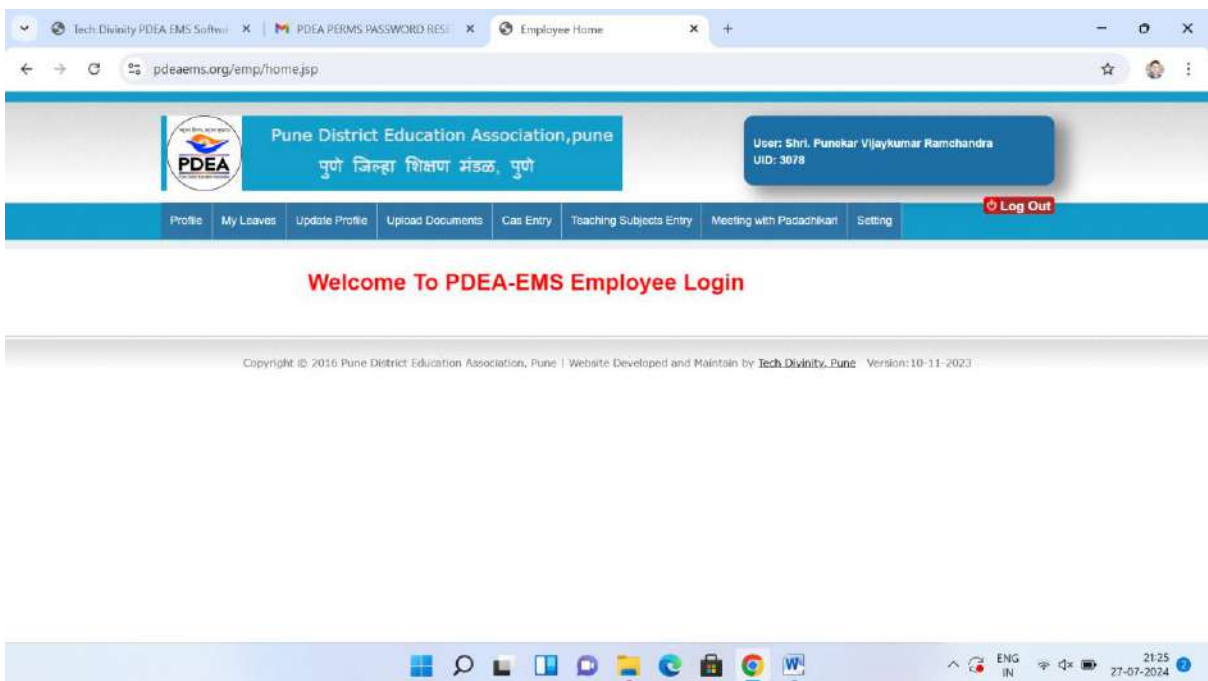 Tech Divinity PDEA EMS Softwa
PDEA PERMS PASSWORD RESE
Employee Home
pdeaems.org/emp/home.jsp
PDEA
Pune District Education Association,pune
पुणे जिल्हा शिक्षण मंडळ, पुणे
User: Shri. Punekar Vijaykumar Ramchandra
UID: 3078
Log Out
Profile My Leaves Update Profile Upload Documents Cas Entry Teaching Subjects Entry Meeting with Padadhikari Setting
Welcome To PDEA-EMS Employee Login
Copyright © 2016 Pune District Education Association, Pune | Website Developed and Maintain by Tech Divinity, Pune Version:10-11-2023
ENG
IN
21:25
27-07-2024
2